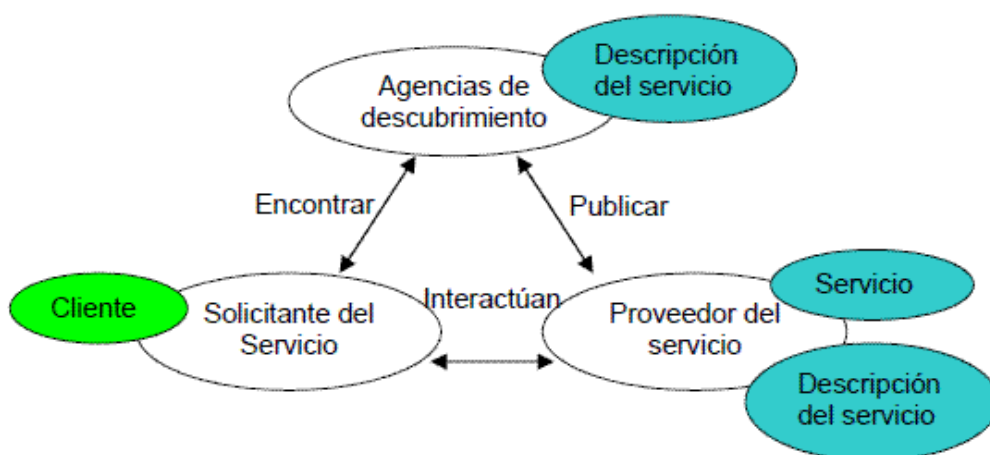 Agencias de
descubrimiento
Descripción
del servicio
Encontrar
Publicar
Cliente
Solicitante del
Servicio
Interactúan
Proveedor del
servicio
Servicio
Descripción
del servicio